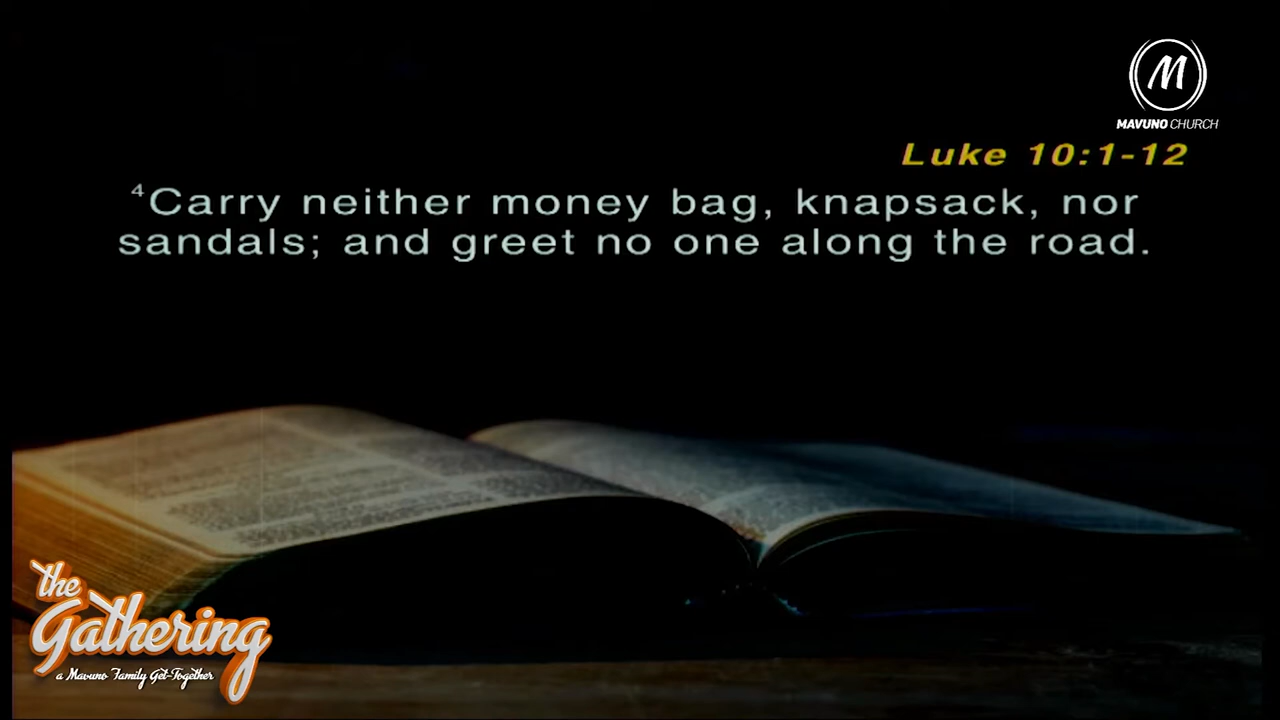 M
MAVUNO CHURCH
Luke 10:1-12
⁴Carry neither money bag, knapsack, nor
sandals; and greet no one along the road.
the
Gathering
a Mavuno Family Get-Together